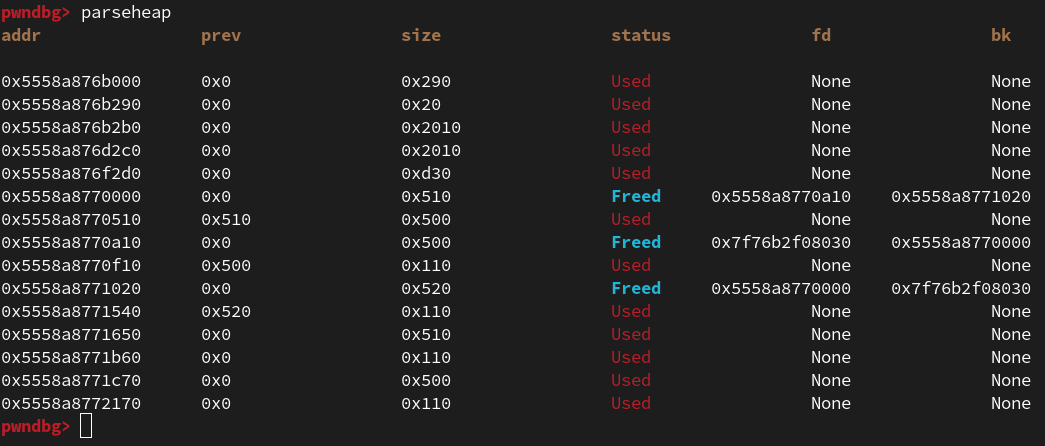 pwndbg> parseheap
addr prev size status fd bk
0x5558a876b000 0x0 0x290 Used None None
0x5558a876b290 0x0 0x20 Used None None
0x5558a876b2b0 0x0 0x2010 Used None None
0x5558a876d2c0 0x0 0x2010 Used None None
0x5558a876f2d0 0x0 0xd30 Used None None
0x5558a8770000 0x0 0x510 Freed 0x5558a8770a10 0x5558a8771020
0x5558a8770510 0x510 0x500 Used None None
0x5558a8770a10 0x0 0x500 Freed 0x7f76b2f08030 0x5558a8770000
0x5558a8770f10 0x500 0x110 Used None None
0x5558a8771020 0x0 0x520 Freed 0x5558a8770000 0x7f76b2f08030
0x5558a8771540 0x520 0x110 Used None None
0x5558a8771650 0x0 0x510 Used None None
0x5558a8771b60 0x0 0x110 Used None None
0x5558a8771c70 0x0 0x500 Used None None
0x5558a8772170 0x0 0x110 Used None None
pwndbg>